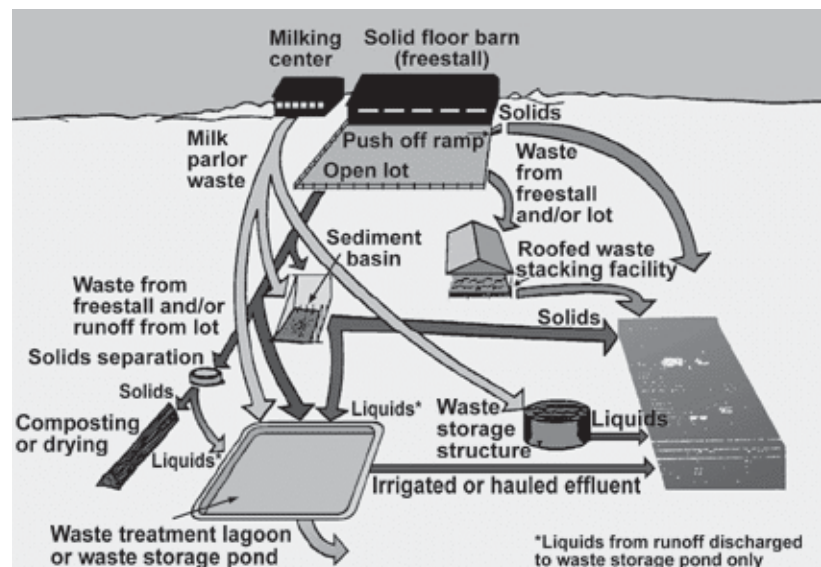 Milking
center
Solid floor barn
(freestall)
Solids
Push off ramp
Open lot
Milk
parlor
waste
Waste
from
freestall
and/or lot
Sediment
basin
Roofed waste
stacking facility
Waste from
freestall and/or
runoff from lot
Solids
Solids separation
Solids
Composting
or drying
Liquids*
Liquids*
Waste
storage
structure
Liquids
Irrigated or hauled effluent
Waste treatment lagoon
or waste storage pond
*Liquids from runoff discharged
to waste storage pond only